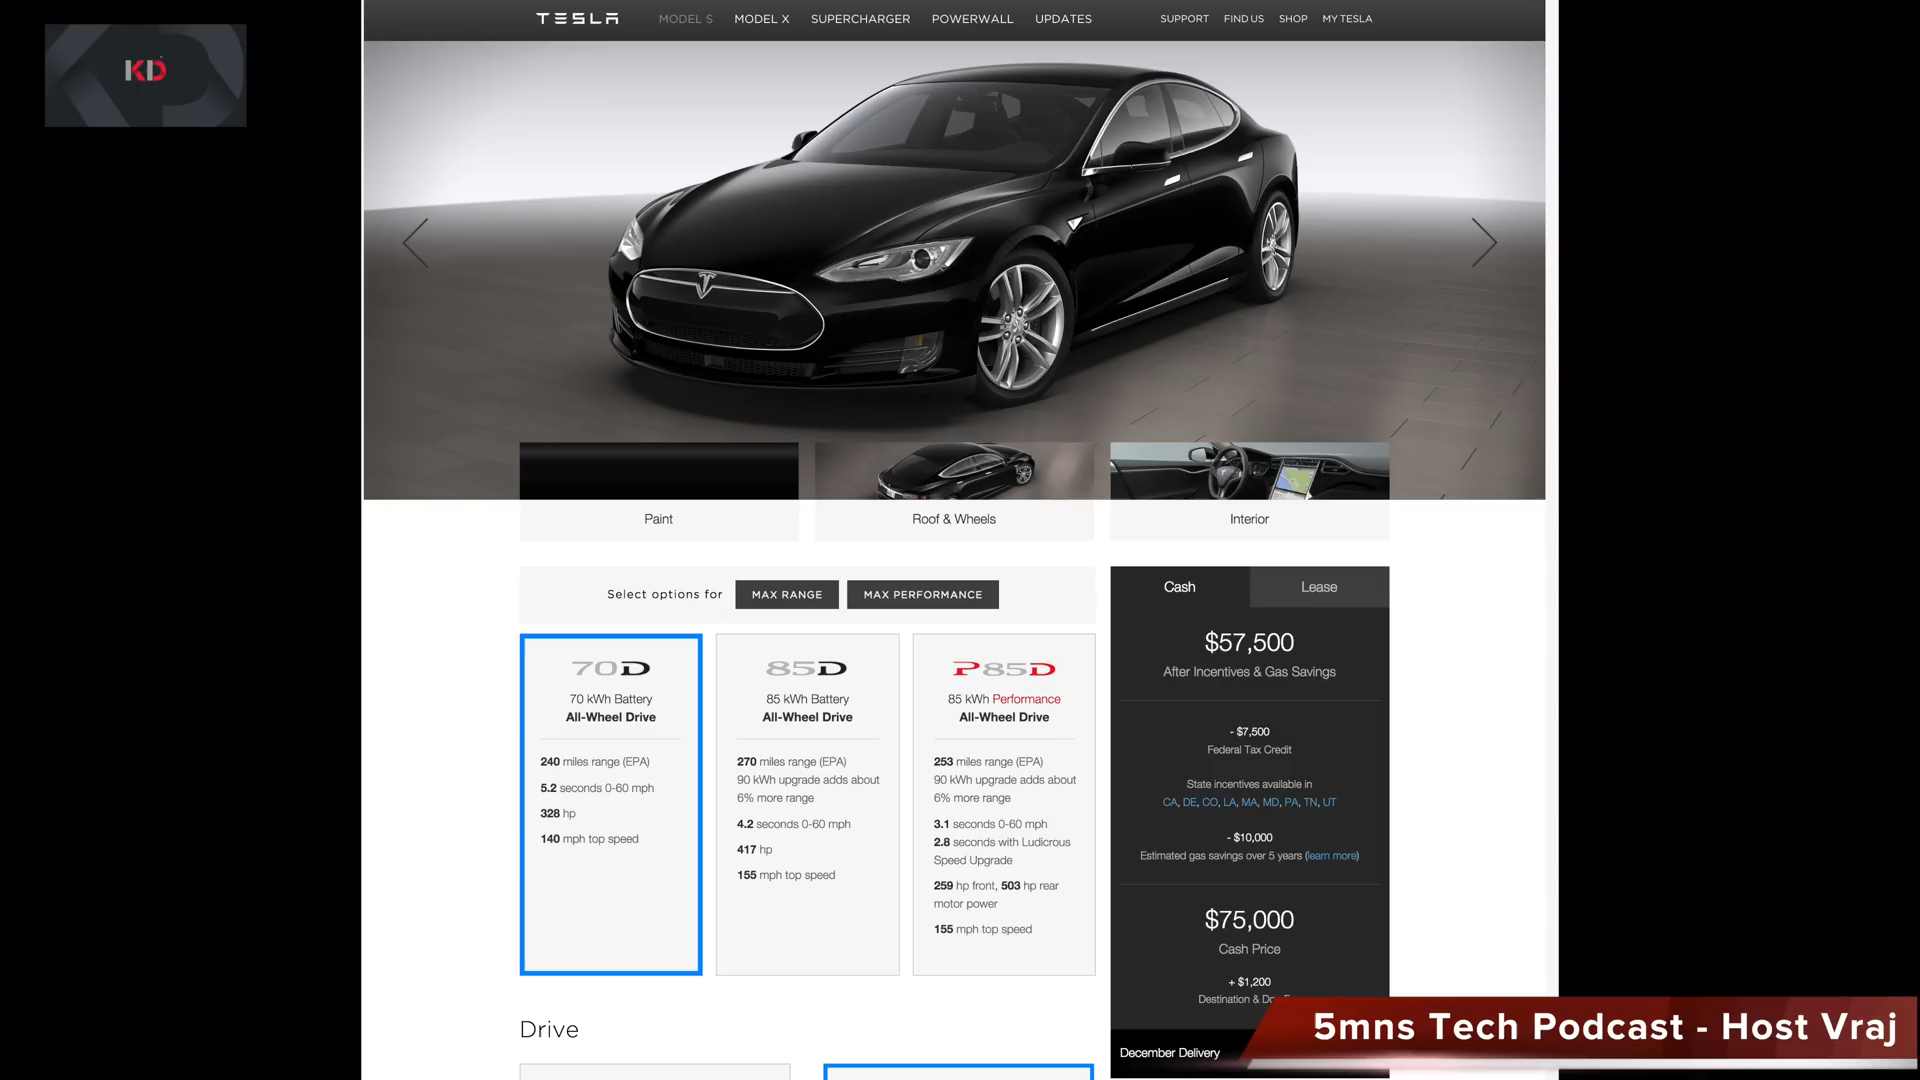 TESLA MODEL S MODEL X SUPERCHARGER POWERWALL UPDATES SUPPORT FIND US SHOP MY TESLA
KD
Paint
Roof & Wheels
Interior
Select options for MAX RANGE MAX PERFORMANCE
70D
70 kWh Battery
All-Wheel Drive
240 miles range (EPA)
5.2 seconds 0-60 mph
328 hp
140 mph top speed
85D
85 kWh Battery
All-Wheel Drive
270 miles range (EPA)
90 kWh upgrade adds about
6% more range
4.2 seconds 0-60 mph
417 hp
155 mph top speed
P85D
85 kWh Performance
All-Wheel Drive
253 miles range (EPA)
90 kWh upgrade adds about
6% more range
3.1 seconds 0-60 mph
2.8 seconds with Ludicrous
Speed Upgrade
259 hp front, 503 hp rear
motor power
155 mph top speed
Cash Lease
$57,500
After Incentives & Gas Savings
- $7,500
Federal Tax Credit
State incentives available in
CA, DE, CO, LA, MA, MD, PA, TN, UT
- $10,000
Estimated gas savings over 5 years (learn more)
$75,000
Cash Price
+ $1,200
Destination &
December Delivery
Drive
5mns Tech Podcast - Host Vraj